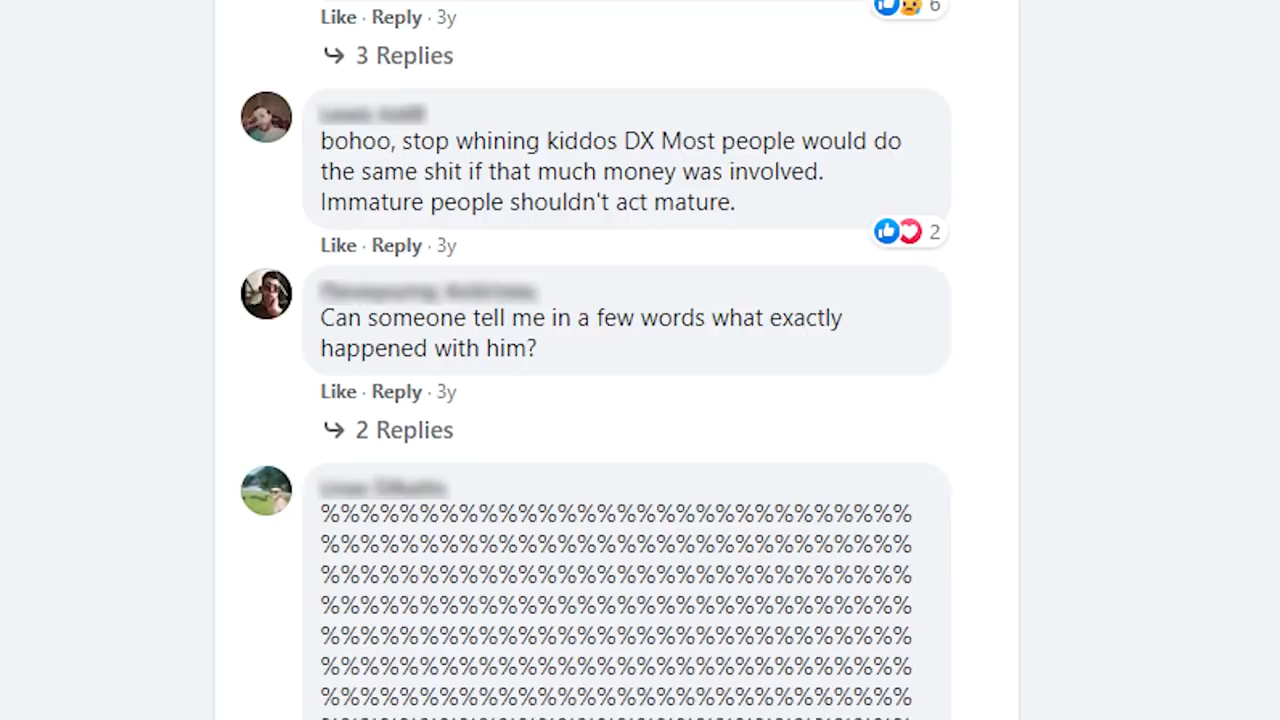 Like · Reply · 3y
6
3 Replies
bohoo, stop whining kiddos DX Most people would do
the same shit if that much money was involved.
Immature people shouldn't act mature.
Like · Reply · 3y
2
Can someone tell me in a few words what exactly
happened with him?
Like · Reply · 3y
2 Replies
%%%%%%%%%%%%%%%%%%%%%%%%%%%%%%
%%%%%%%%%%%%%%%%%%%%%%%%%%%%%%
%%%%%%%%%%%%%%%%%%%%%%%%%%%%%%
%%%%%%%%%%%%%%%%%%%%%%%%%%%%%%
%%%%%%%%%%%%%%%%%%%%%%%%%%%%%%
%%%%%%%%%%%%%%%%%%%%%%%%%%%%%%
%%%%%%%%%%%%%%%%%%%%%%%%%%%%%%